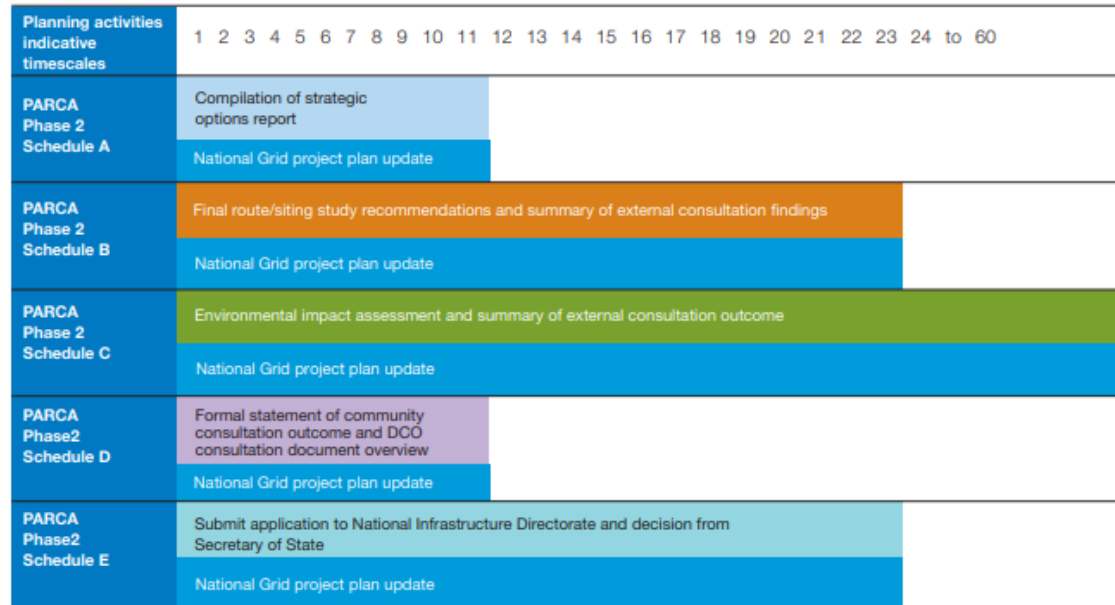 Planning activities
indicative
timescales
1 2 3 4 5 6 7 8 9 10 11 12 13 14 15 16 17 18 19 20 21 22 23 24 to 60
PARCA
Phase 2
Schedule A
Compilation of strategic
options report
National Grid project plan update
PARCA
Phase 2
Schedule B
Final route/siting study recommendations and summary of external consultation findings
National Grid project plan update
PARCA
Phase 2
Schedule C
Environmental impact assessment and summary of external consultation outcome
National Grid project plan update
PARCA
Phase2
Schedule D
Formal statement of community
consultation outcome and DCO
consultation document overview
National Grid project plan update
PARCA
Phase2
Schedule E
Submit application to National Infrastructure Directorate and decision from
Secretary of State
National Grid project plan update